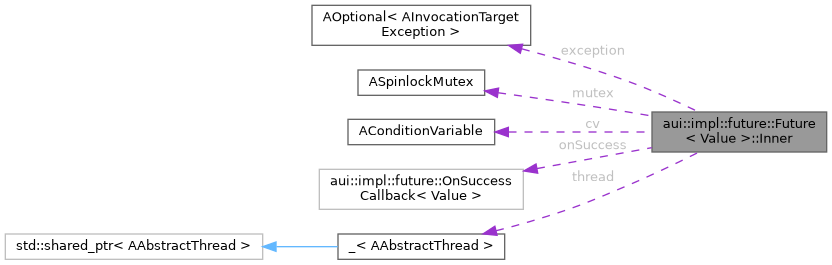 AOptional< AInvocationTarget
Exception >
exception
ASpinlockMutex
mutex
AConditionVariable
cv
aui::impl::future::Future
< Value >::Inner
onSuccess
aui::impl::future::OnSuccess
Callback< Value >
thread
std::shared_ptr< AAbstractThread >
_< AAbstractThread >